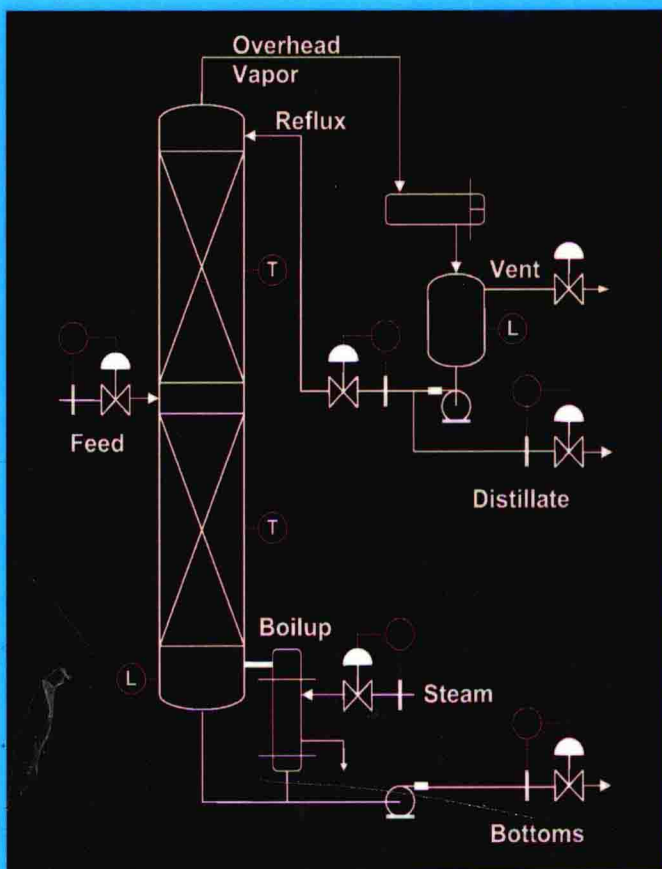 Overhead
Vapor
Reflux
T
Vent
L
Feed
Distillate
T
Boilup
L
Steam
Bottoms